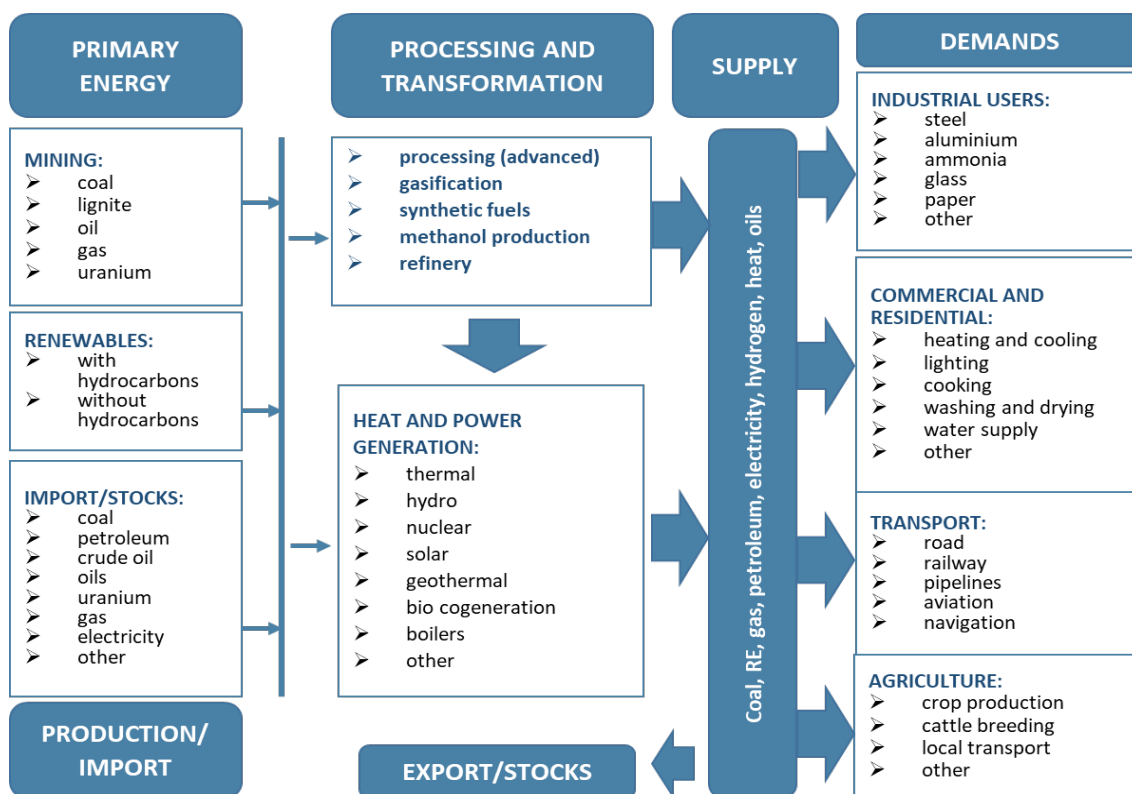 PRIMARY
ENERGY
MINING:
coal
lignite
oil
gas
uranium
RENEWABLES:
with
hydrocarbons
without
hydrocarbons
IMPORT/STOCKS:
coal
petroleum
crude oil
oils
uranium
gas
electricity
other
PRODUCTION/
IMPORT
PROCESSING AND
TRANSFORMATION
processing (advanced)
gasification
synthetic fuels
methanol production
refinery
HEAT AND POWER
GENERATION:
thermal
hydro
nuclear
solar
geothermal
bio cogeneration
boilers
other
EXPORT/STOCKS
SUPPLY
Coal, RE, gas, petroleum, electricity, hydrogen, heat, oils
DEMANDS
INDUSTRIAL USERS:
steel
aluminium
ammonia
glass
paper
other
COMMERCIAL AND
RESIDENTIAL:
heating and cooling
lighting
cooking
washing and drying
water supply
other
TRANSPORT:
road
railway
pipelines
aviation
navigation
AGRICULTURE:
crop production
cattle breeding
local transport
other